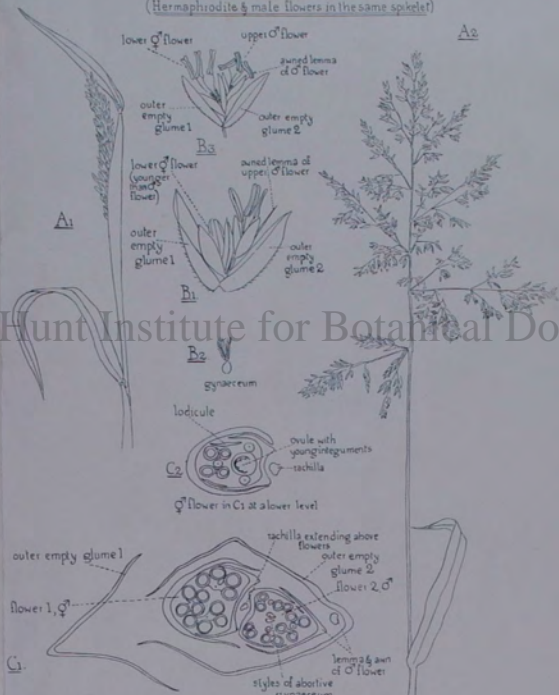 (Hermaphrodite & male flowers in the same spikelet)
A2
lower ⚥ flower
upper ♂ flower
awned lemma
of ♂ flower
outer
empty
glume 1
outer empty
glume 2
B3
lower ⚥ flower
(younger
than ♂
flower)
awned lemma of
upper ♂ flower
A1
outer
empty
glume 1
outer
empty
glume 2
B1
Hunt Institute for Botanical Do
B2
gynaeceum
lodicule
ovule with
young integuments
rachilla
C2
⚥ flower in C1 at a lower level
rachilla extending above
flowers
outer empty glume 1
outer empty
glume 2
flower 1, ⚥
flower 2, ♂
lemma & awn
of ♂ flower
C1.
styles of abortive
gynaeceum